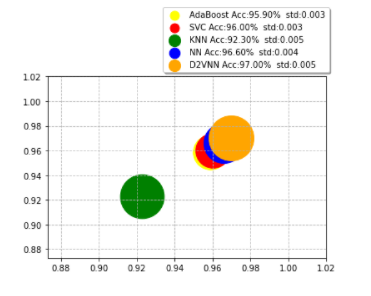 AdaBoost Acc:95.90% std:0.003
SVC Acc:96.00% std:0.003
KNN Acc:92.30% std:0.005
NN Acc:96.60% std:0.004
D2VNN Acc:97.00% std:0.005
1.02
1.00
0.98
0.96
0.94
0.92
0.90
0.88
0.88 0.90 0.92 0.94 0.96 0.98 1.00 1.02